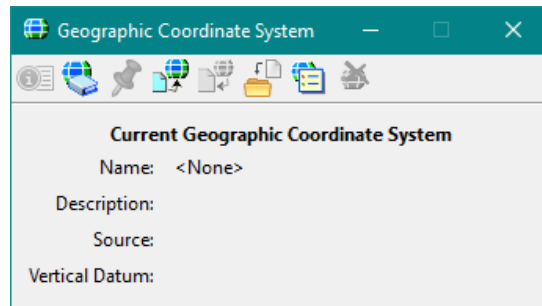 Geographic Coordinate System
Current Geographic Coordinate System
Name: <None>
Description:
Source:
Vertical Datum: